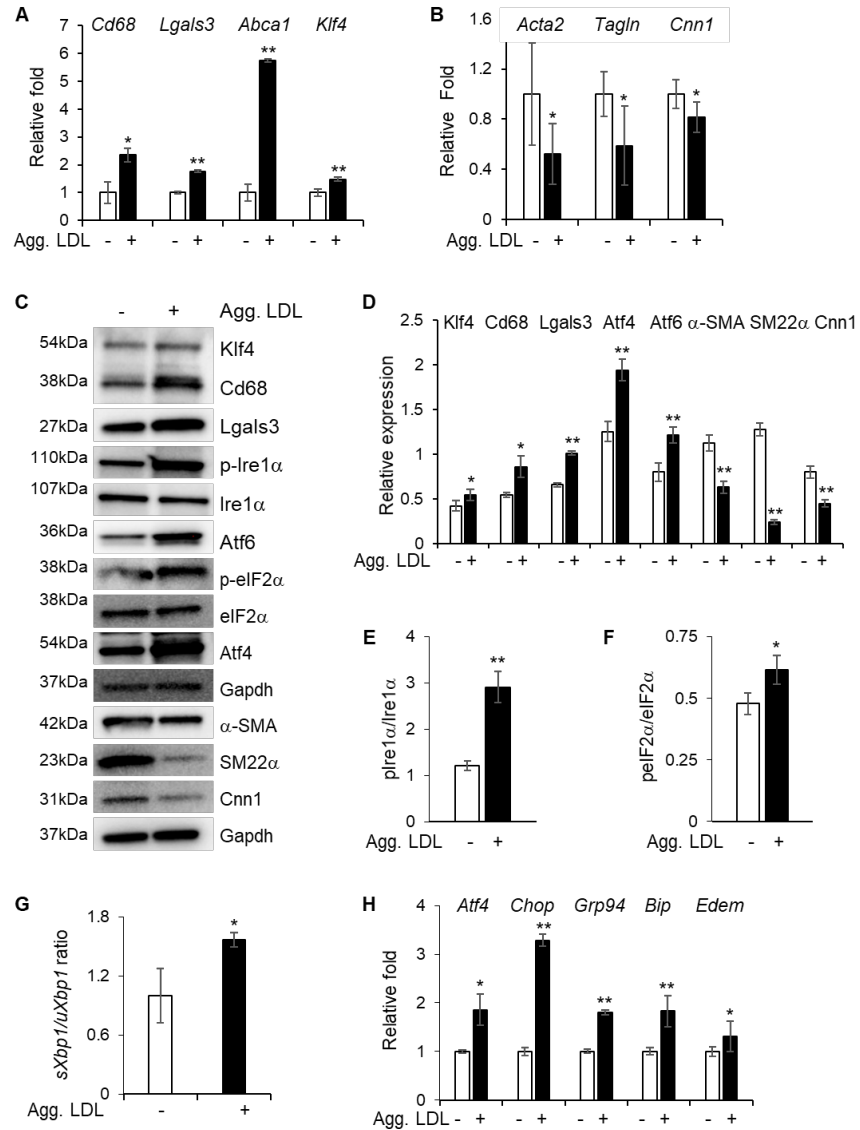 A
Cd68 Lgals3 Abca1 Klf4
Relative fold
7
6
5
4
3
2
1
0
* ** ** **
Agg. LDL - + - + - + - +
B
Acta2 Tagln Cnn1
Relative Fold
1.6
1.2
0.8
0.4
0
* * *
Agg. LDL - + - + - +
C
- + Agg. LDL
54kDa Klf4
38kDa Cd68
27kDa Lgals3
110kDa p-Ire1α
107kDa Ire1α
36kDa Atf6
38kDa p-eIF2α
38kDa eIF2α
54kDa Atf4
37kDa Gapdh
42kDa α-SMA
23kDa SM22α
31kDa Cnn1
37kDa Gapdh
D
Klf4 Cd68 Lgals3 Atf4 Atf6 α-SMA SM22α Cnn1
Relative expression
2.5
2
1.5
1
0.5
0
* * ** ** ** ** ** **
Agg. LDL - + - + - + - + - + - + - + - +
E
pIre1α/Ire1α
4
3
2
1
0
**
Agg. LDL - +
F
peIF2α/eIF2α
0.75
0.5
0.25
0
*
Agg. LDL - +
G
sXbp1/uXbp1 ratio
1.8
1.2
0.6
0
*
Agg. LDL - +
H
Atf4 Chop Grp94 Bip Edem
Relative fold
4
3
2
1
0
* ** ** ** *
Agg. LDL - + - + - + - + - +